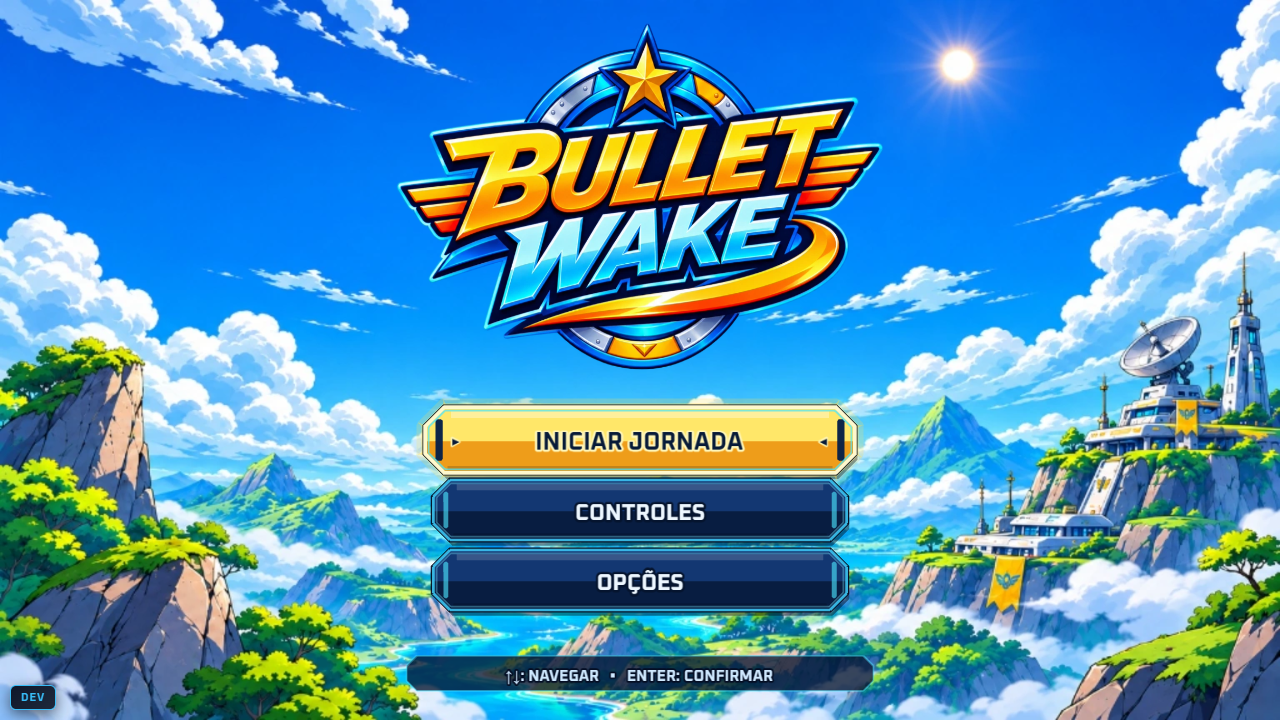 BULLET
WAKE
INICIAR JORNADA
CONTROLES
OPÇÕES
↑↓: NAVEGAR • ENTER: CONFIRMAR
DEV